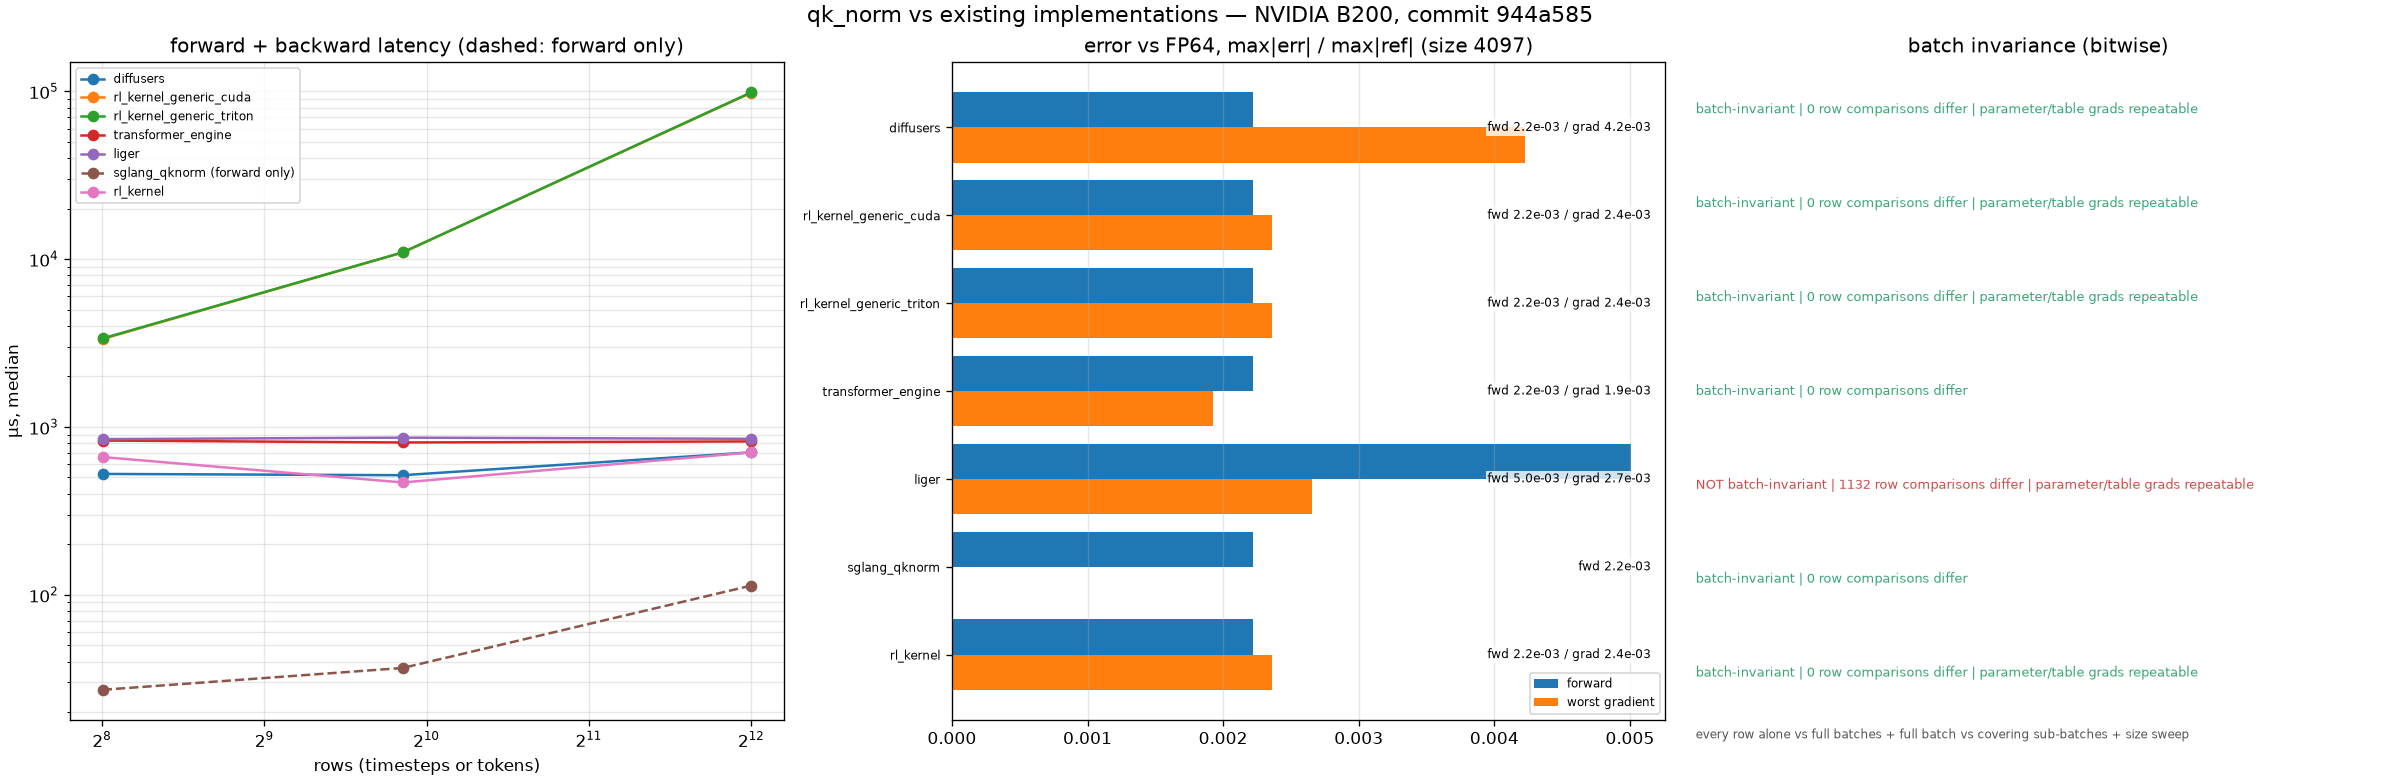 qk_norm vs existing implementations — NVIDIA B200, commit 944a585
forward + backward latency (dashed: forward only)
diffusers
rl_kernel_generic_cuda
rl_kernel_generic_triton
transformer_engine
liger
sglang_qknorm (forward only)
rl_kernel
10^5
10^4
10^3
10^2
µs, median
2^8
2^9
2^10
2^11
2^12
rows (timesteps or tokens)
error vs FP64, max|err| / max|ref| (size 4097)
diffusers
fwd 2.2e-03 / grad 4.2e-03
rl_kernel_generic_cuda
fwd 2.2e-03 / grad 2.4e-03
rl_kernel_generic_triton
fwd 2.2e-03 / grad 2.4e-03
transformer_engine
fwd 2.2e-03 / grad 1.9e-03
liger
fwd 5.0e-03 / grad 2.7e-03
sglang_qknorm
fwd 2.2e-03
rl_kernel
fwd 2.2e-03 / grad 2.4e-03
forward
worst gradient
0.000
0.001
0.002
0.003
0.004
0.005
batch invariance (bitwise)
batch-invariant | 0 row comparisons differ | parameter/table grads repeatable
batch-invariant | 0 row comparisons differ | parameter/table grads repeatable
batch-invariant | 0 row comparisons differ | parameter/table grads repeatable
batch-invariant | 0 row comparisons differ
NOT batch-invariant | 1132 row comparisons differ | parameter/table grads repeatable
batch-invariant | 0 row comparisons differ
batch-invariant | 0 row comparisons differ | parameter/table grads repeatable
every row alone vs full batches + full batch vs covering sub-batches + size sweep